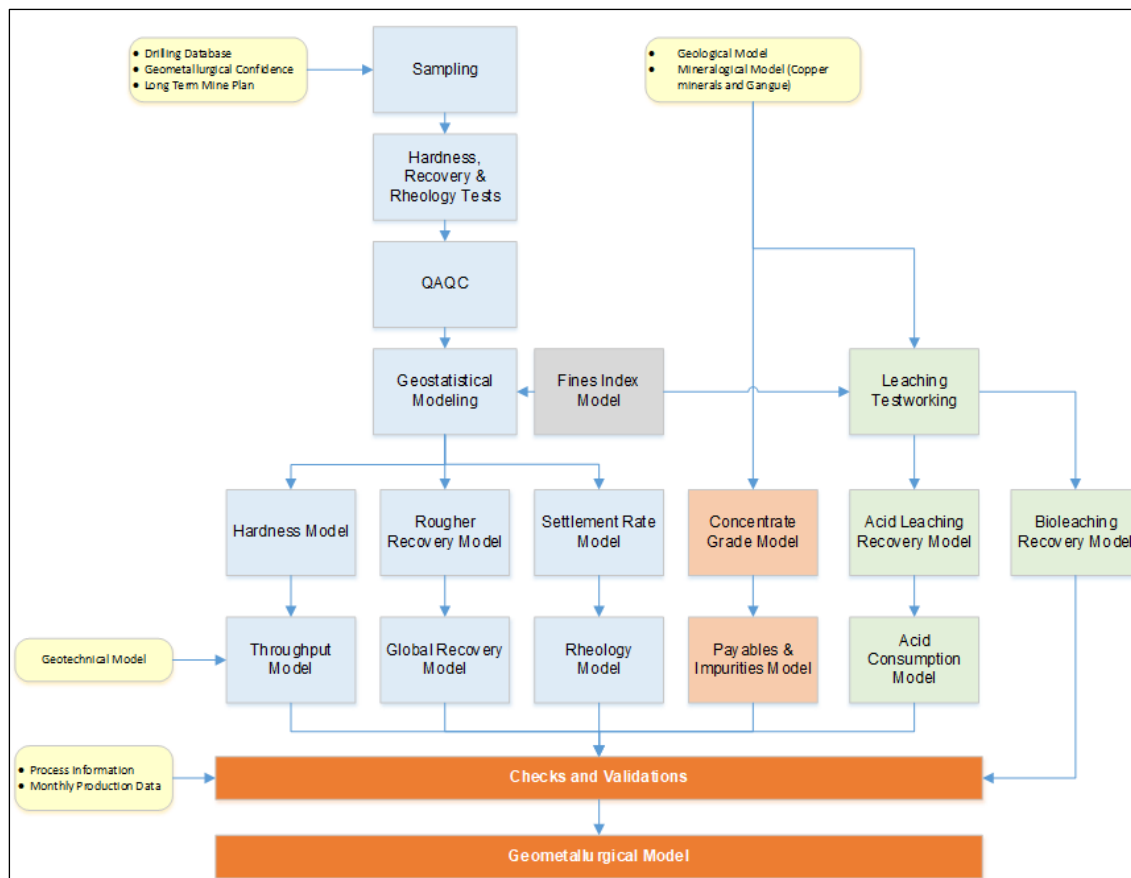 ● Drilling Database
● Geometallurgical Confidence
● Long Term Mine Plan
Sampling
● Geological Model
● Mineralogical Model (Copper
minerals and Gangue)
Hardness,
Recovery &
Rheology Tests
QAQC
Geostatistical
Modeling
Fines Index
Model
Leaching
Testworking
Hardness Model
Rougher
Recovery Model
Settlement Rate
Model
Concentrate
Grade Model
Acid Leaching
Recovery Model
Bioleaching
Recovery Model
Geotechnical Model
Throughput
Model
Global Recovery
Model
Rheology
Model
Payables &
Impurities Model
Acid
Consumption
Model
● Process Information
● Monthly Production Data
Checks and Validations
Geometallurgical Model